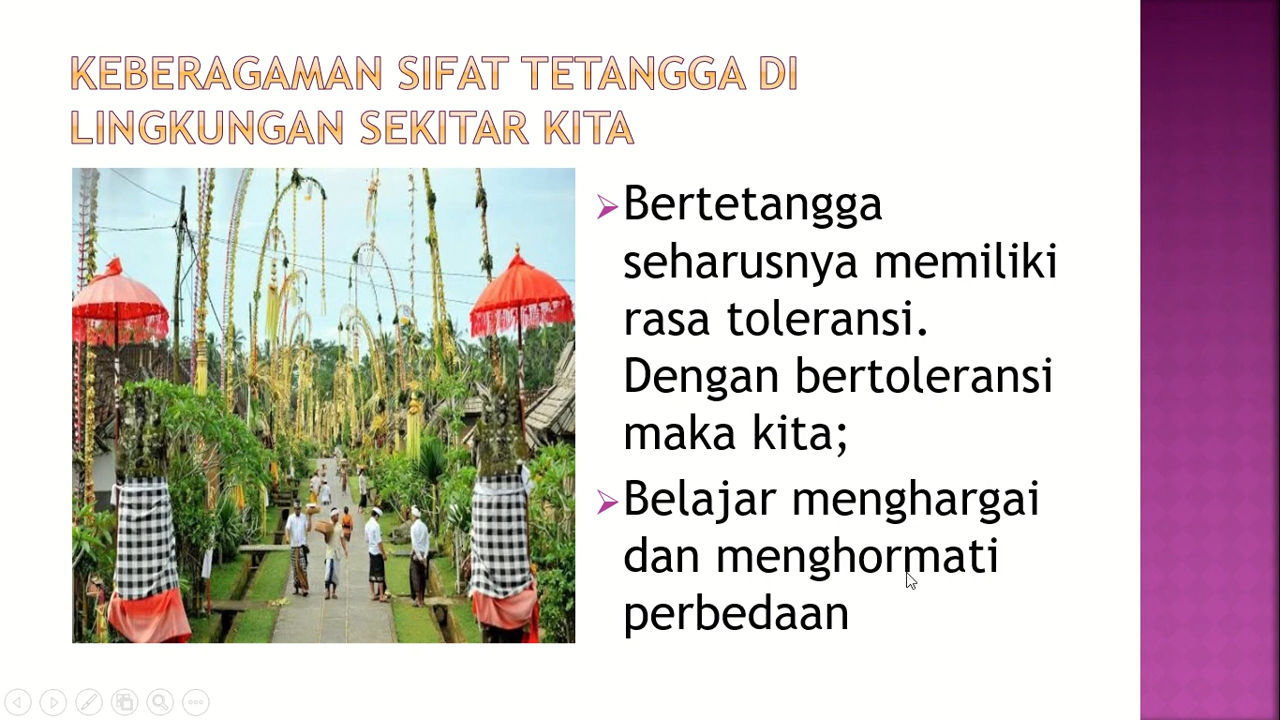 KEBERAGAMAN SIFAT TETANGGA DI
LINGKUNGAN SEKITAR KITA
Bertetangga
seharusnya memiliki
rasa toleransi.
Dengan bertoleransi
maka kita;
Belajar menghargai
dan menghormati
perbedaan